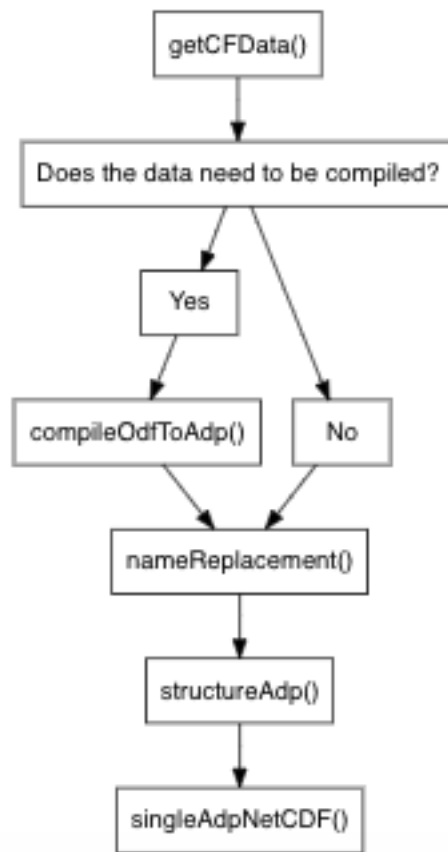 getCFData()
Does the data need to be compiled?
Yes
compileOdfToAdp()
No
nameReplacement()
structureAdp()
singleAdpNetCDF()